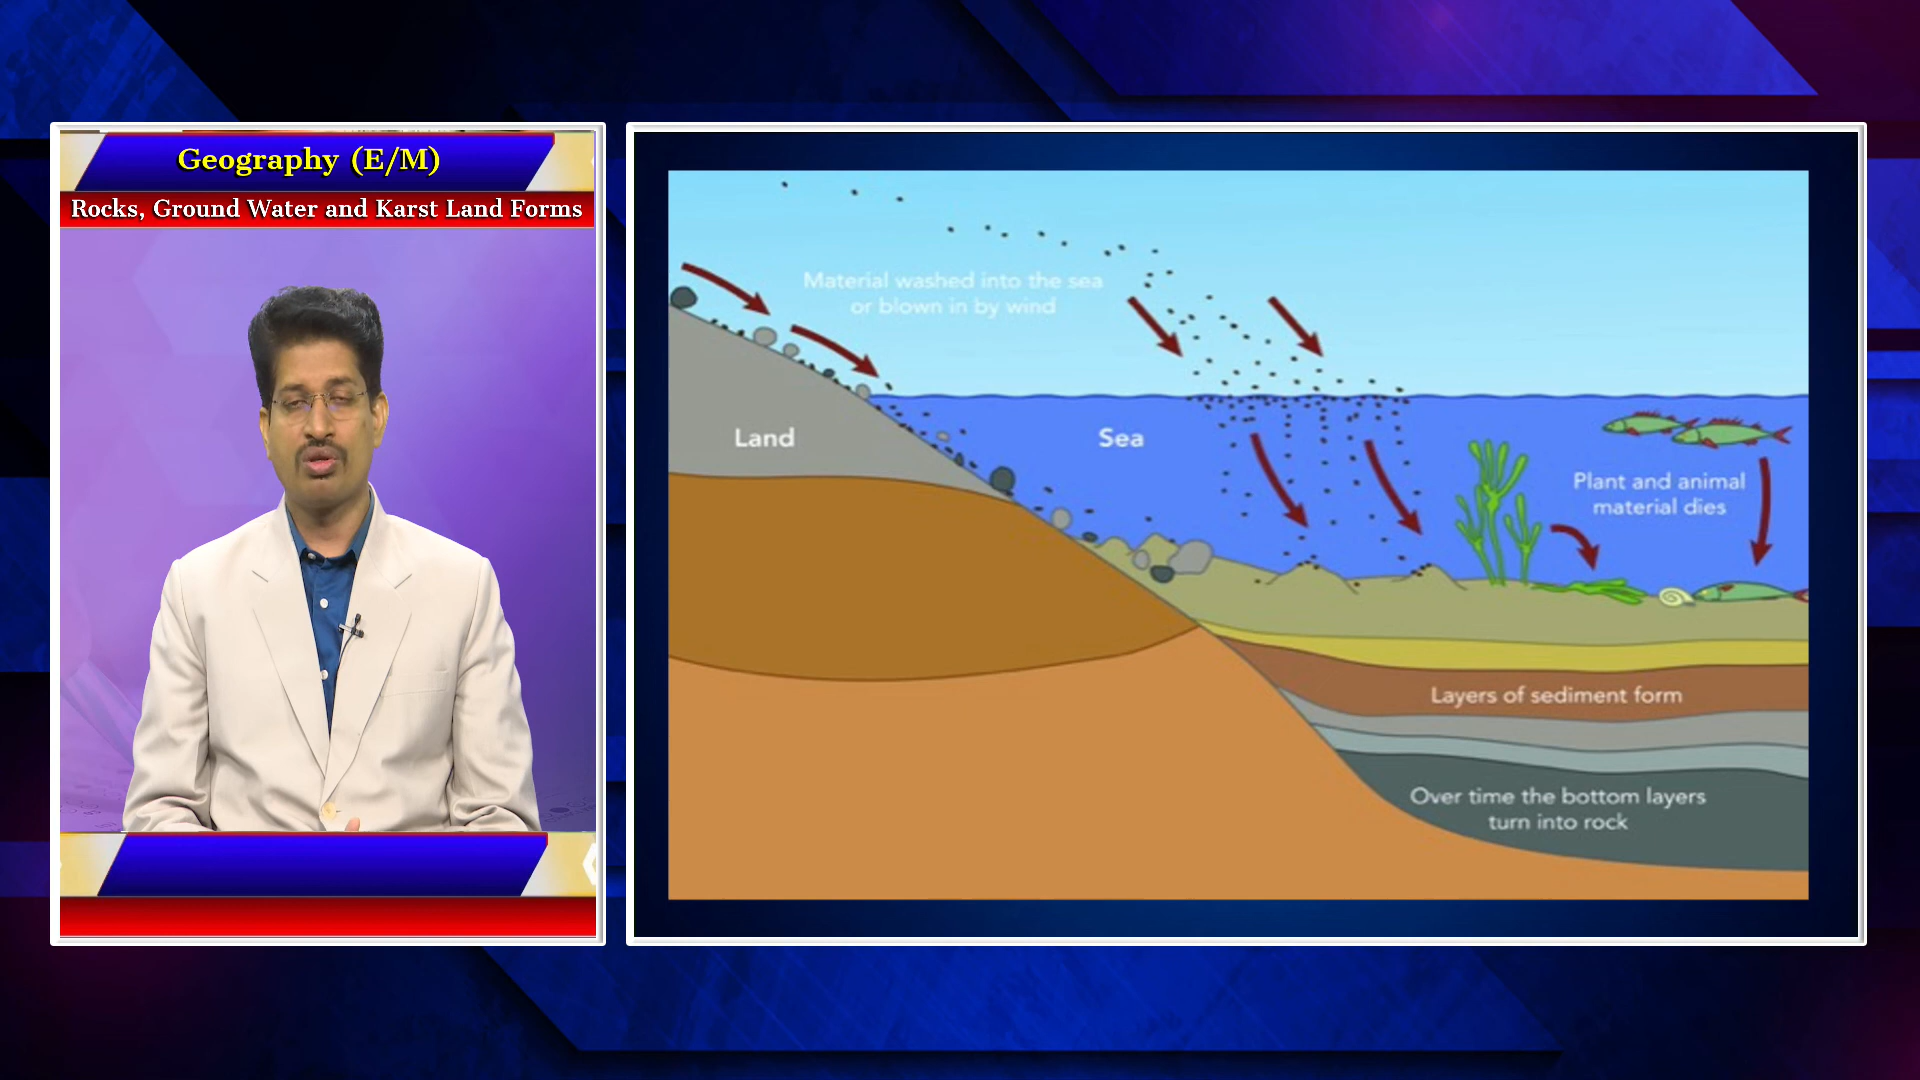 Geography (E/M)
Rocks, Ground Water and Karst Land Forms
Material washed into the sea
or blown in by wind
Land
Sea
Plant and animal
material dies
Layers of sediment form
Over time the bottom layers
turn into rock